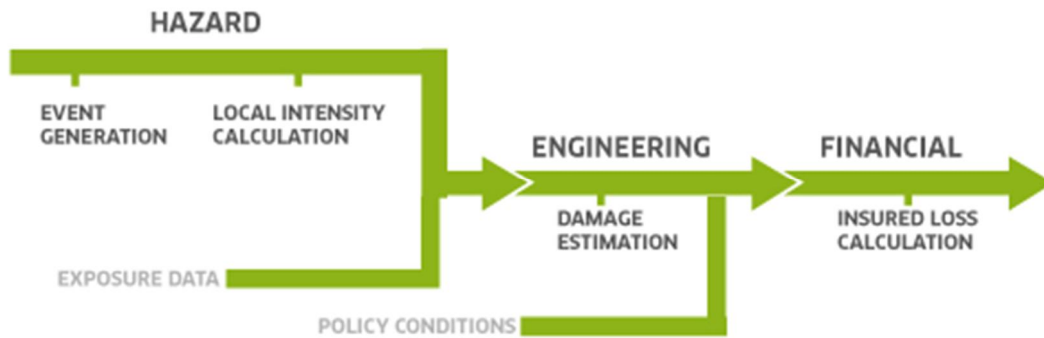 HAZARD
EVENT
GENERATION
LOCAL INTENSITY
CALCULATION
ENGINEERING
DAMAGE
ESTIMATION
FINANCIAL
INSURED LOSS
CALCULATION
EXPOSURE DATA
POLICY CONDITIONS